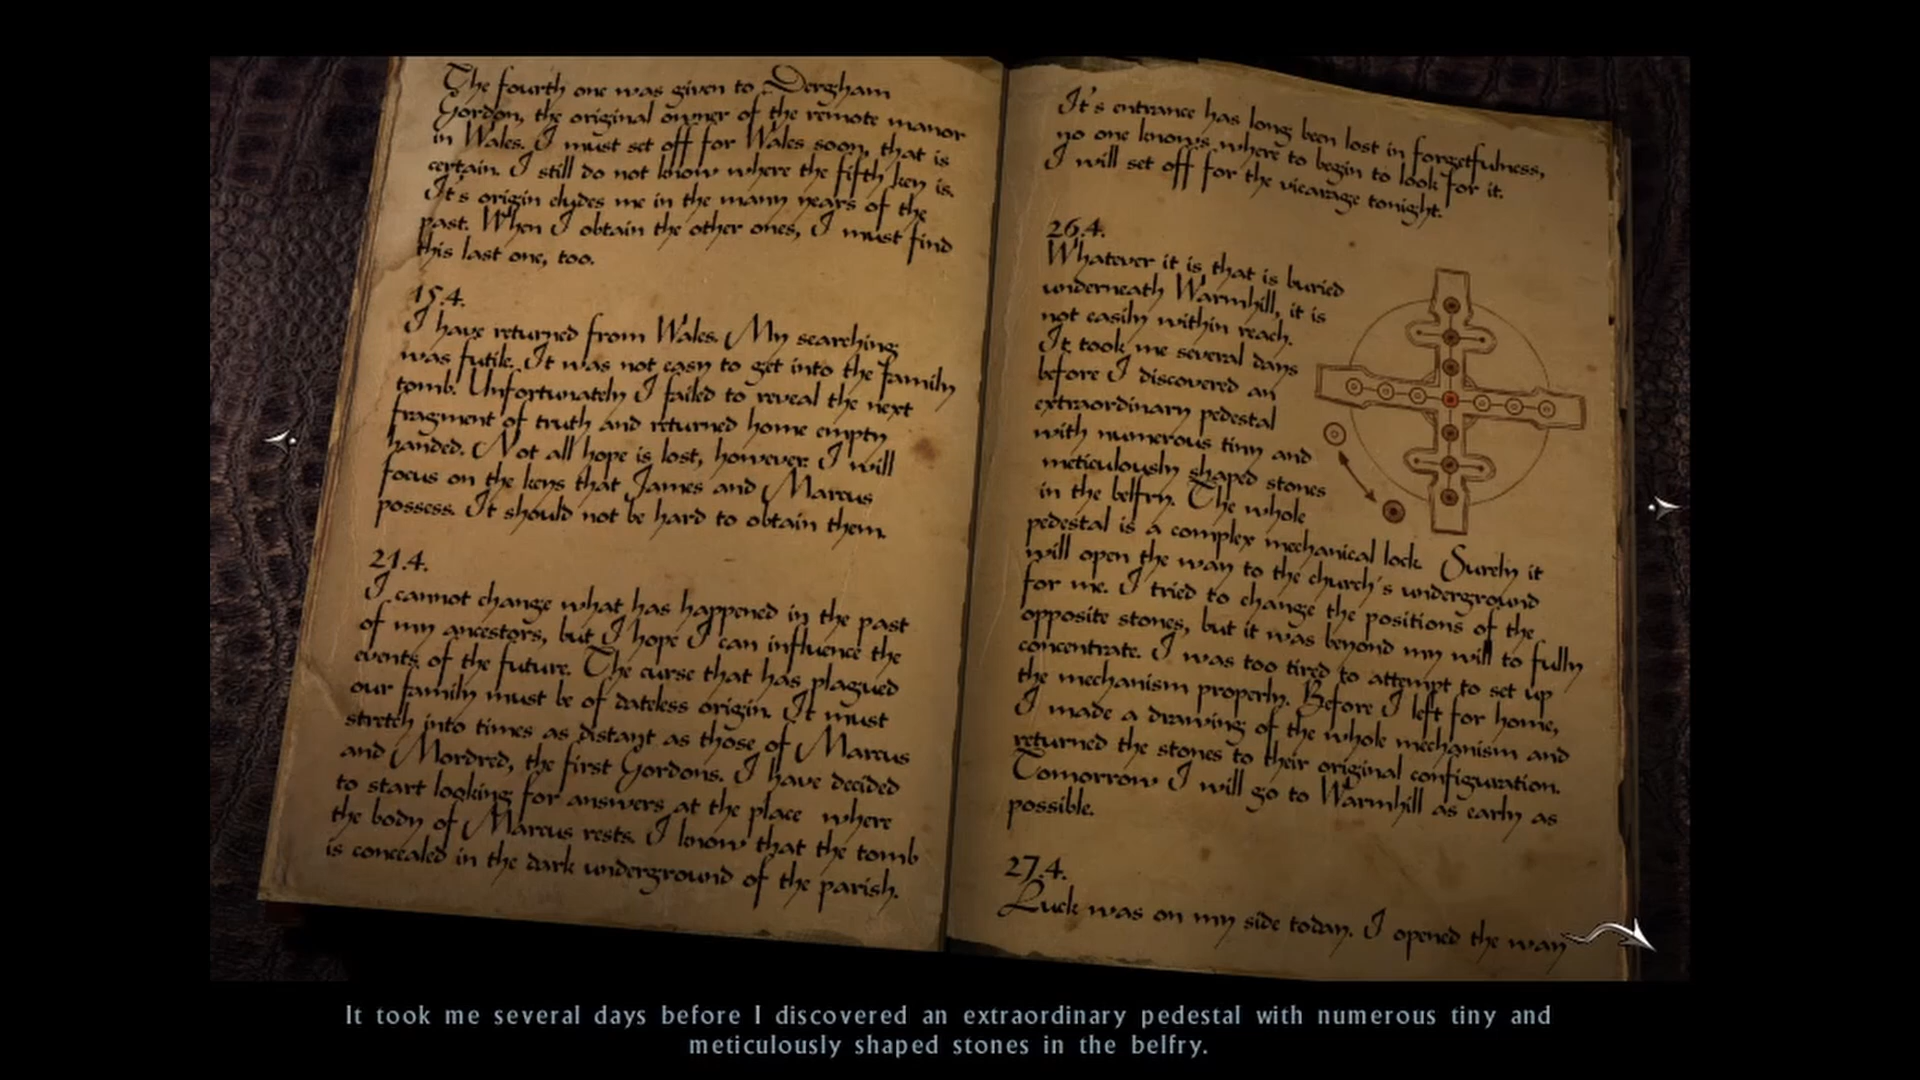 The fourth one was given to Dergham
Gordon, the original owner of the remote manor
in Wales. I must set off for Wales soon, that is
certain. I still do not know where the fifth key is.
It's origin eludes me in the many years of the
past. When I obtain the other ones, I must find
this last one, too.
15.4.
I have returned from Wales. My searching
was futile. It was not easy to get into the family
tomb. Unfortunately I failed to reveal the next
fragment of truth and returned home empty
handed. Not all hope is lost, however. I will
focus on the keys that James and Marcus
possess. It should not be hard to obtain them.
21.4.
I cannot change what has happened in the past
of my ancestors, but I hope I can influence the
events of the future. The curse that has plagued
our family must be of dateless origin. It must
stretch into times as distant as those of Marcus
and Mordred, the first Gordons. I have decided
to start looking for answers at the place where
the body of Marcus rests. I know that the tomb
is concealed in the dark underground of the parish.
It's entrance has long been lost in forgetfulness,
no one knows where to begin to look for it.
I will set off for the vicarage tonight.
26.4.
Whatever it is that is buried
underneath Warmhill, it is
not easily within reach.
It took me several days
before I discovered an
extraordinary pedestal
with numerous tiny and
meticulously shaped stones
in the belfry. The whole
pedestal is a complex mechanical lock. Surely it
will open the way to the church's underground
for me. I tried to change the positions of the
opposite stones, but it was beyond my will to fully
concentrate. I was too tired to attempt to set up
the mechanism properly. Before I left for home,
I made a drawing of the whole mechanism and
returned the stones to their original configuration.
Tomorrow I will go to Warmhill as early as
possible.
27.4.
Luck was on my side today. I opened the way
It took me several days before I discovered an extraordinary pedestal with numerous tiny and
meticulously shaped stones in the belfry.